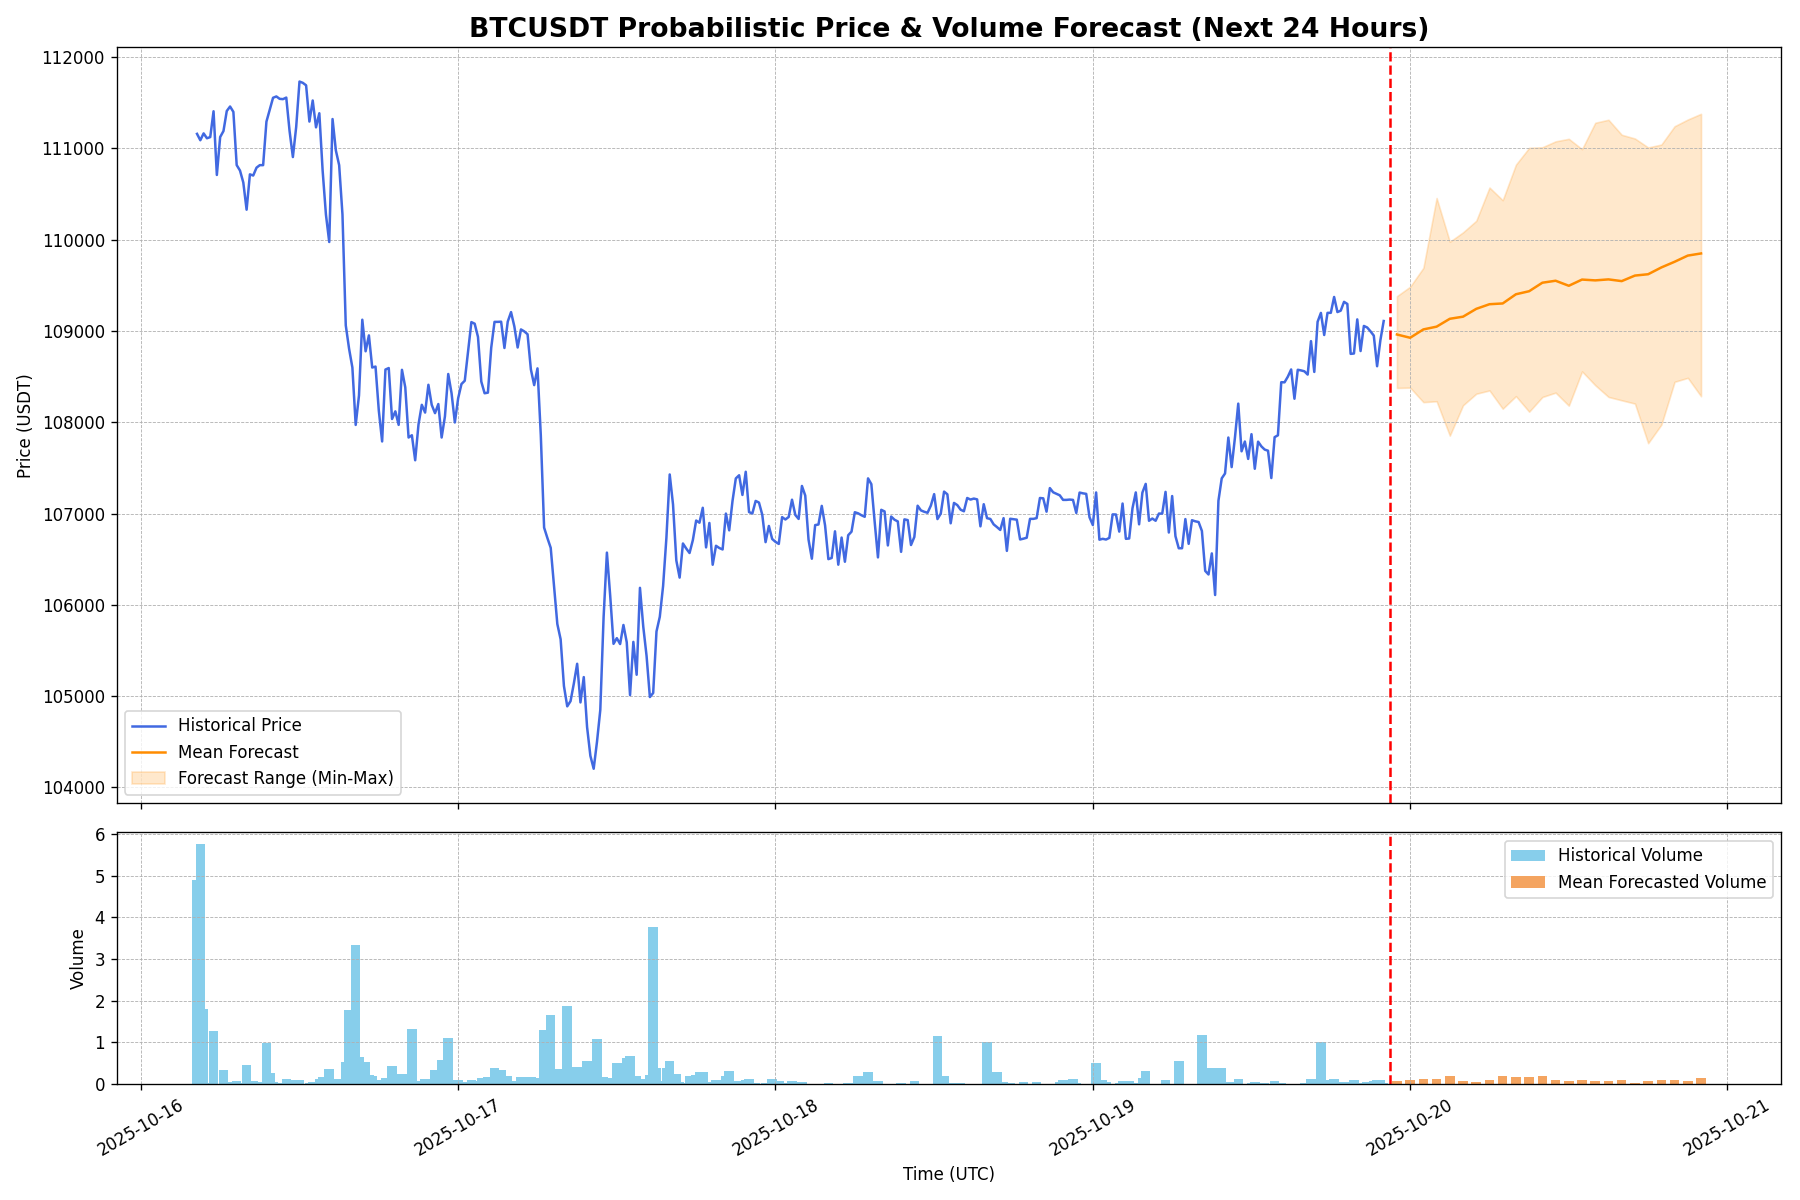 BTCUSDT Probabilistic Price & Volume Forecast (Next 24 Hours)
112000
111000
110000
109000
108000
107000
106000
105000
104000
Price (USDT)
Historical Price
Mean Forecast
Forecast Range (Min-Max)
6
5
4
3
2
1
0
Volume
Historical Volume
Mean Forecasted Volume
2025-10-16
2025-10-17
2025-10-18
2025-10-19
2025-10-20
2025-10-21
Time (UTC)